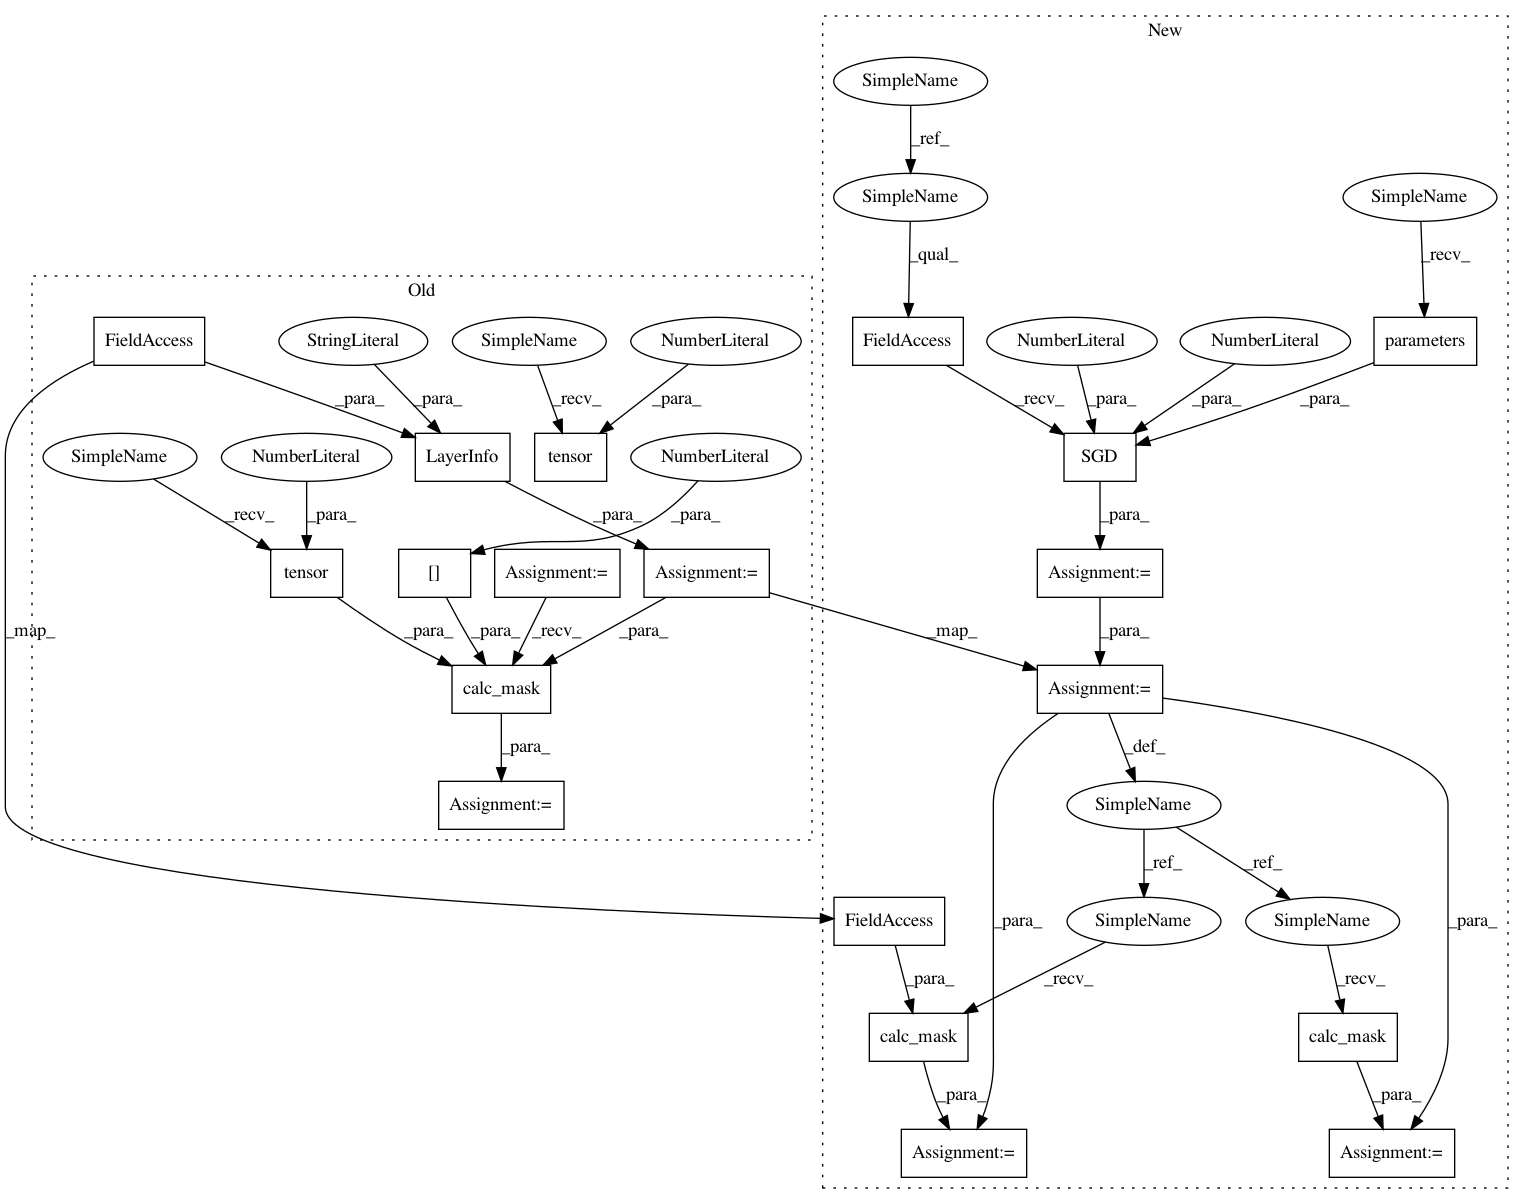 New
SimpleName
_ref_
SimpleName
SimpleName
_qual_
_recv_
Old
FieldAccess
StringLiteral
SimpleName
NumberLiteral
FieldAccess
NumberLiteral
NumberLiteral
parameters
_para_
_para_
_recv_
_para_
_recv_
_para_
_para_
_para_
SimpleName
NumberLiteral
LayerInfo
tensor
NumberLiteral
SGD
_recv_
_para_
_para_
_para_
_para_
tensor
[]
Assignment:=
Assignment:=
Assignment:=
_map_
_para_
_para_
_recv_
_para_
_map_
_para_
calc_mask
Assignment:=
_para_
_def_
Assignment:=
SimpleName
_ref_
_ref_
FieldAccess
SimpleName
SimpleName
_para_
_para_
_para_
_recv_
_recv_
calc_mask
calc_mask
_para_
_para_
Assignment:=
Assignment:=